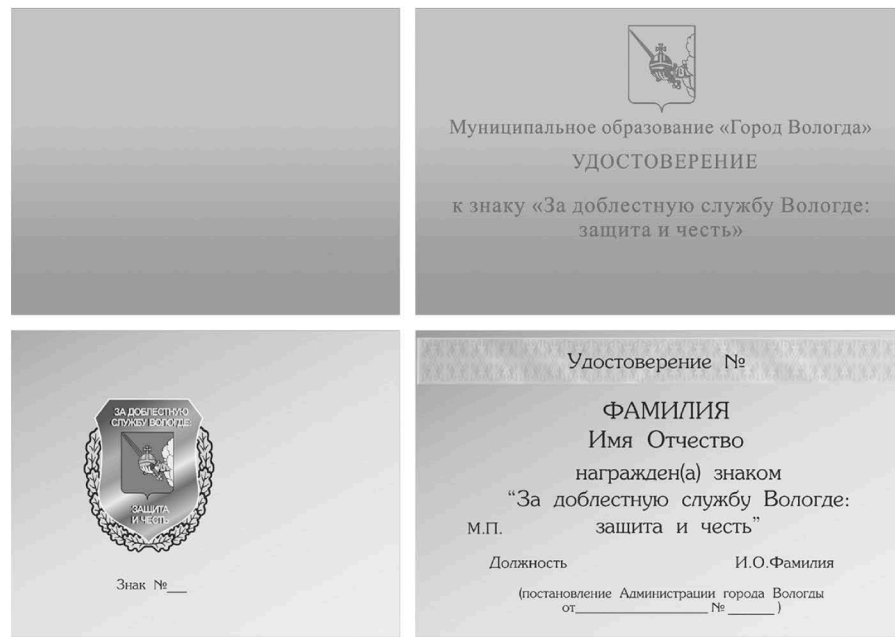 Муниципальное образование «Город Вологда»
УДОСТОВЕРЕНИЕ
к знаку «За доблестную службу Вологде:
защита и честь»
ЗА ДОБЛЕСТНУЮ
СЛУЖБУ ВОЛОГДЕ:
ЗАЩИТА
И ЧЕСТЬ
Знак №__
Удостоверение №
ФАМИЛИЯ
Имя Отчество
награжден(а) знаком
“За доблестную службу Вологде:
М.П. защита и честь”
Должность И.О.Фамилия
(постановление Администрации города Вологды
от____________________ № _______ )